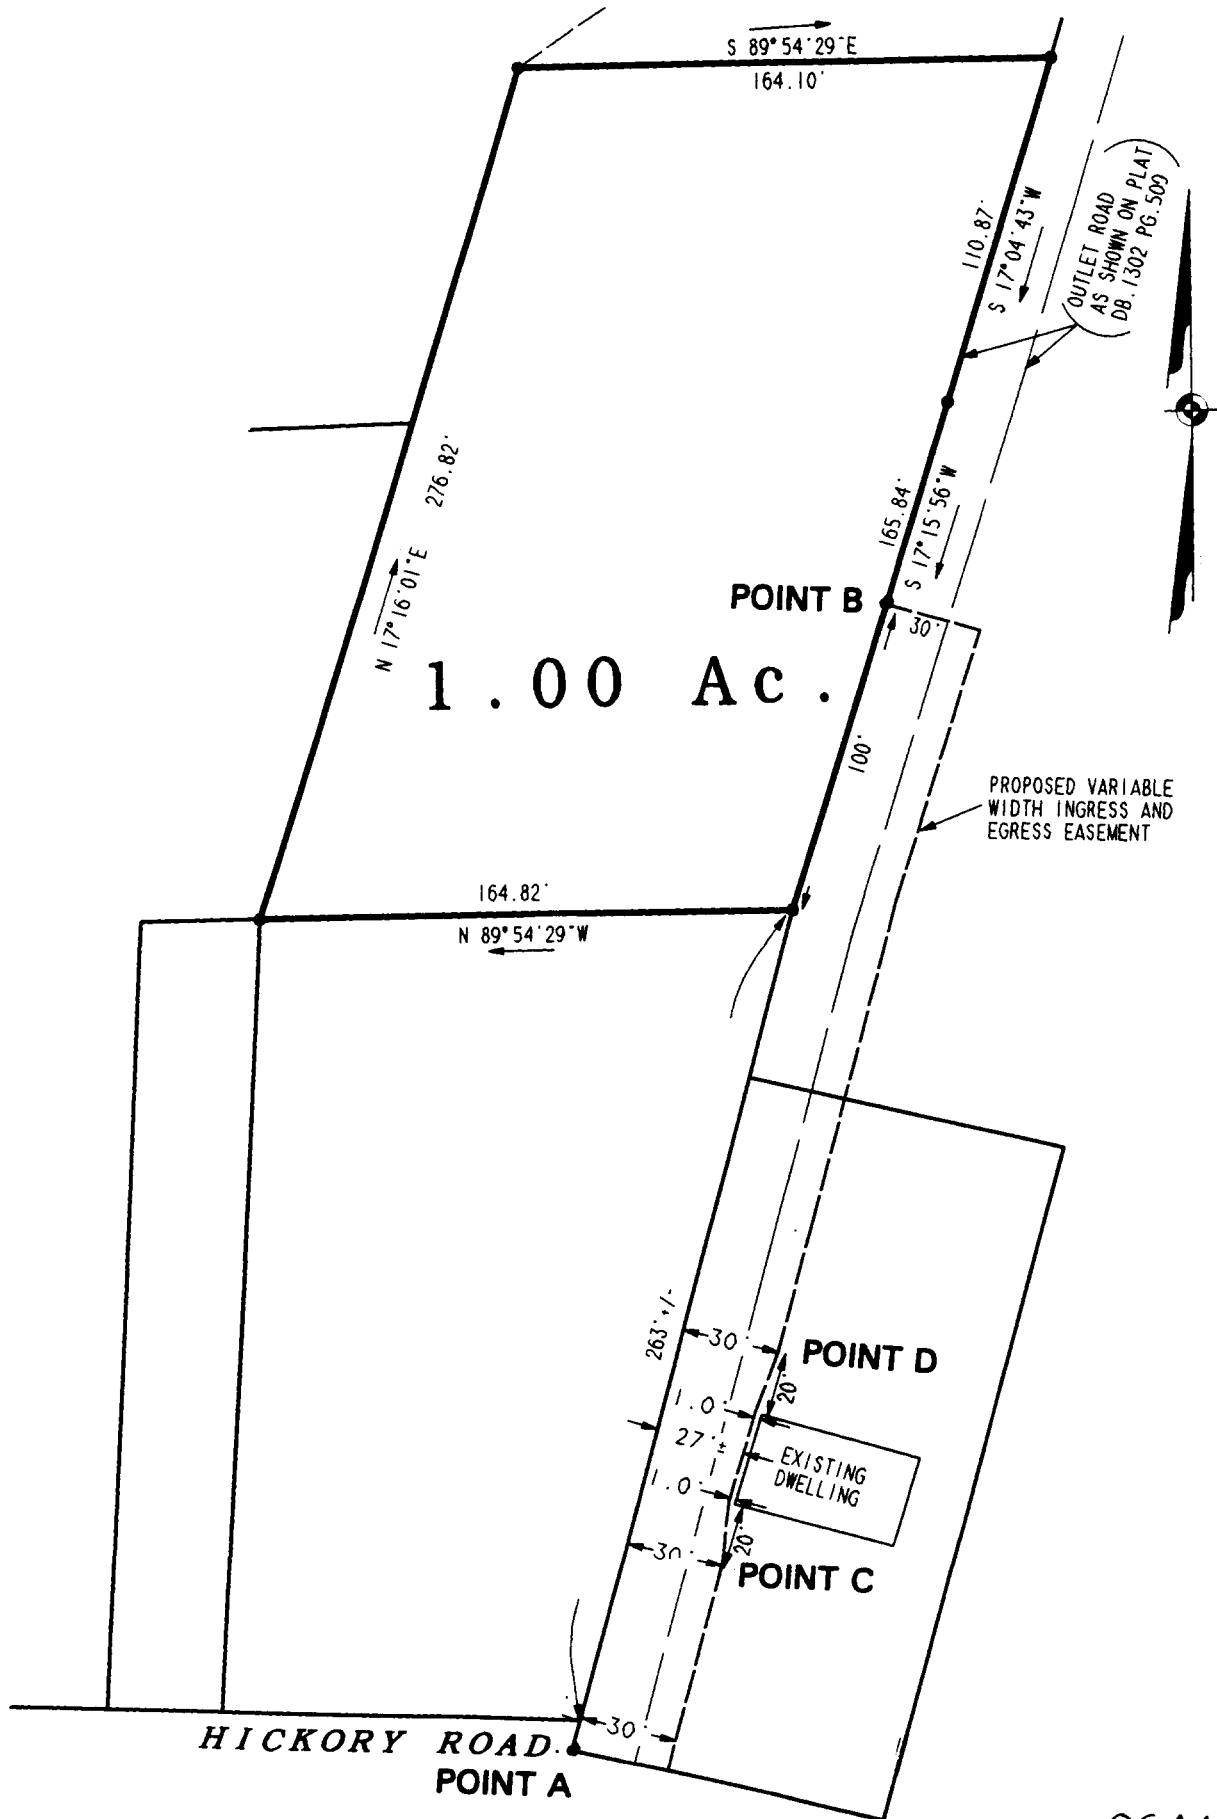 S 89°54'29"E
164.10'
110.87'
S 17°04'43"W
OUTLET ROAD
AS SHOWN ON PLAT
DB. 1302 PG. 509
N 17°16'01"E 276.82'
165.84'
S 17°15'56"W
POINT B
30'
1.00 Ac.
100'
PROPOSED VARIABLE
WIDTH INGRESS AND
EGRESS EASEMENT
164.82'
N 89°54'29"W
263' +/-
30'
POINT D
20'
1.0'
27'±
EXISTING
DWELLING
1.0'
20'
30'
POINT C
30'
HICKORY ROAD
POINT A